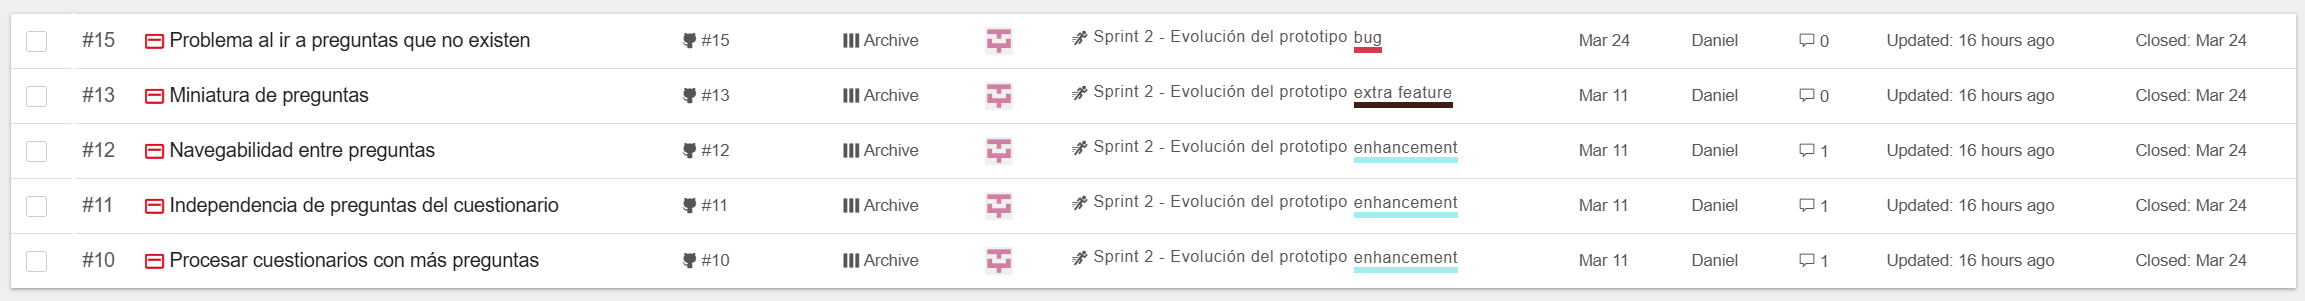 #15 Problema al ir a preguntas que no existen #15 Archive Sprint 2 - Evolución del prototipo bug Mar 24 Daniel 0 Updated: 16 hours ago Closed: Mar 24
#13 Miniatura de preguntas #13 Archive Sprint 2 - Evolución del prototipo extra feature Mar 11 Daniel 0 Updated: 16 hours ago Closed: Mar 24
#12 Navegabilidad entre preguntas #12 Archive Sprint 2 - Evolución del prototipo enhancement Mar 11 Daniel 1 Updated: 16 hours ago Closed: Mar 24
#11 Independencia de preguntas del cuestionario #11 Archive Sprint 2 - Evolución del prototipo enhancement Mar 11 Daniel 1 Updated: 16 hours ago Closed: Mar 24
#10 Procesar cuestionarios con más preguntas #10 Archive Sprint 2 - Evolución del prototipo enhancement Mar 11 Daniel 1 Updated: 16 hours ago Closed: Mar 24